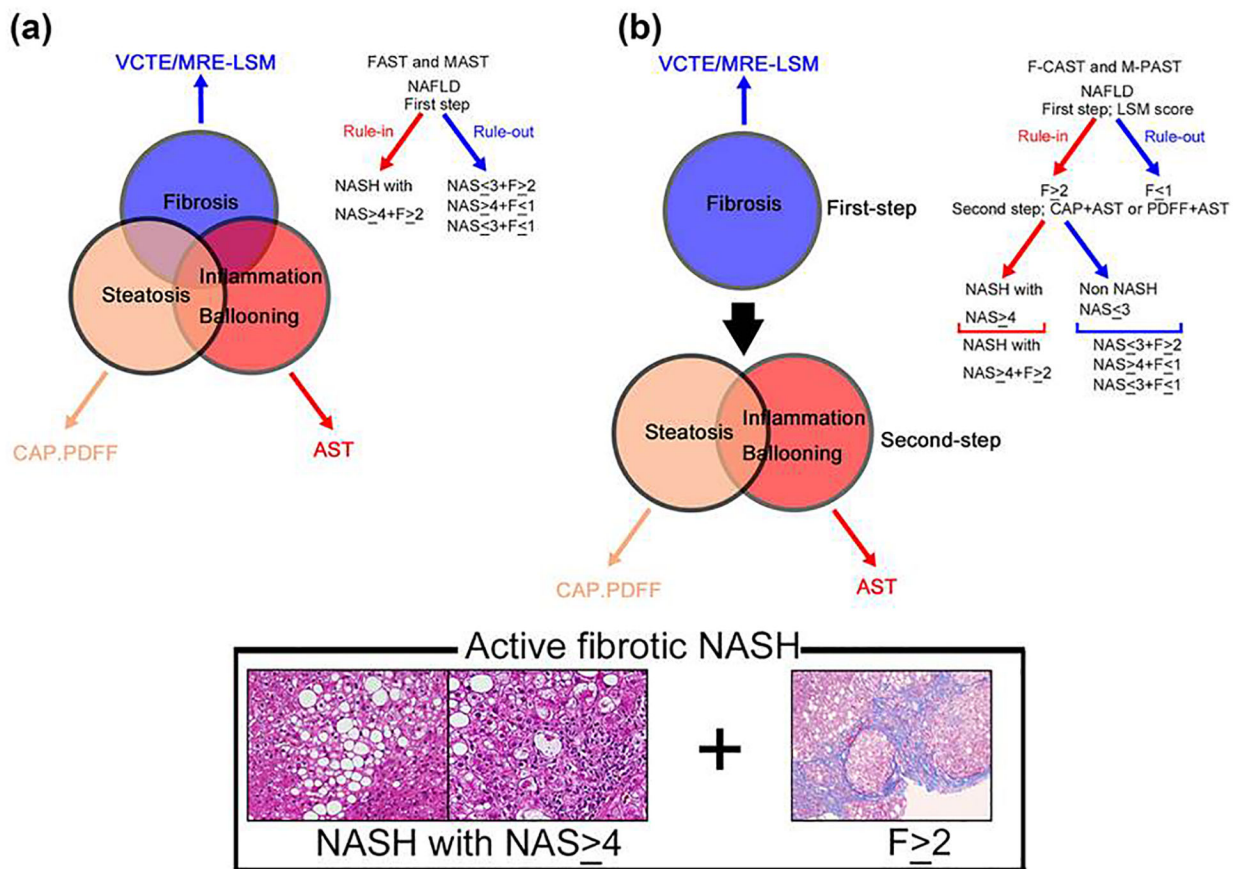 (a)
VCTE/MRE-LSM
FAST and MAST
NAFLD
First step
Rule-in
Rule-out
NASH with
NAS≥4+F≥2
NAS≤3+F≥2
NAS≥4+F≤1
NAS≤3+F≤1
Fibrosis
Steatosis
Inflammation
Ballooning
CAP.PDFF
AST
(b)
VCTE/MRE-LSM
F-CAST and M-PAST
NAFLD
First step; LSM score
Rule-in
Rule-out
F≥2
F≤1
Second step; CAP+AST or PDFF+AST
NASH with
NAS≥4
Non NASH
NAS≤3
NASH with
NAS≥4+F≥2
NAS≤3+F≥2
NAS≥4+F≤1
NAS≤3+F≤1
Fibrosis
First-step
Steatosis
Inflammation
Ballooning
Second-step
CAP.PDFF
AST
Active fibrotic NASH
+
NASH with NAS≥4
F≥2